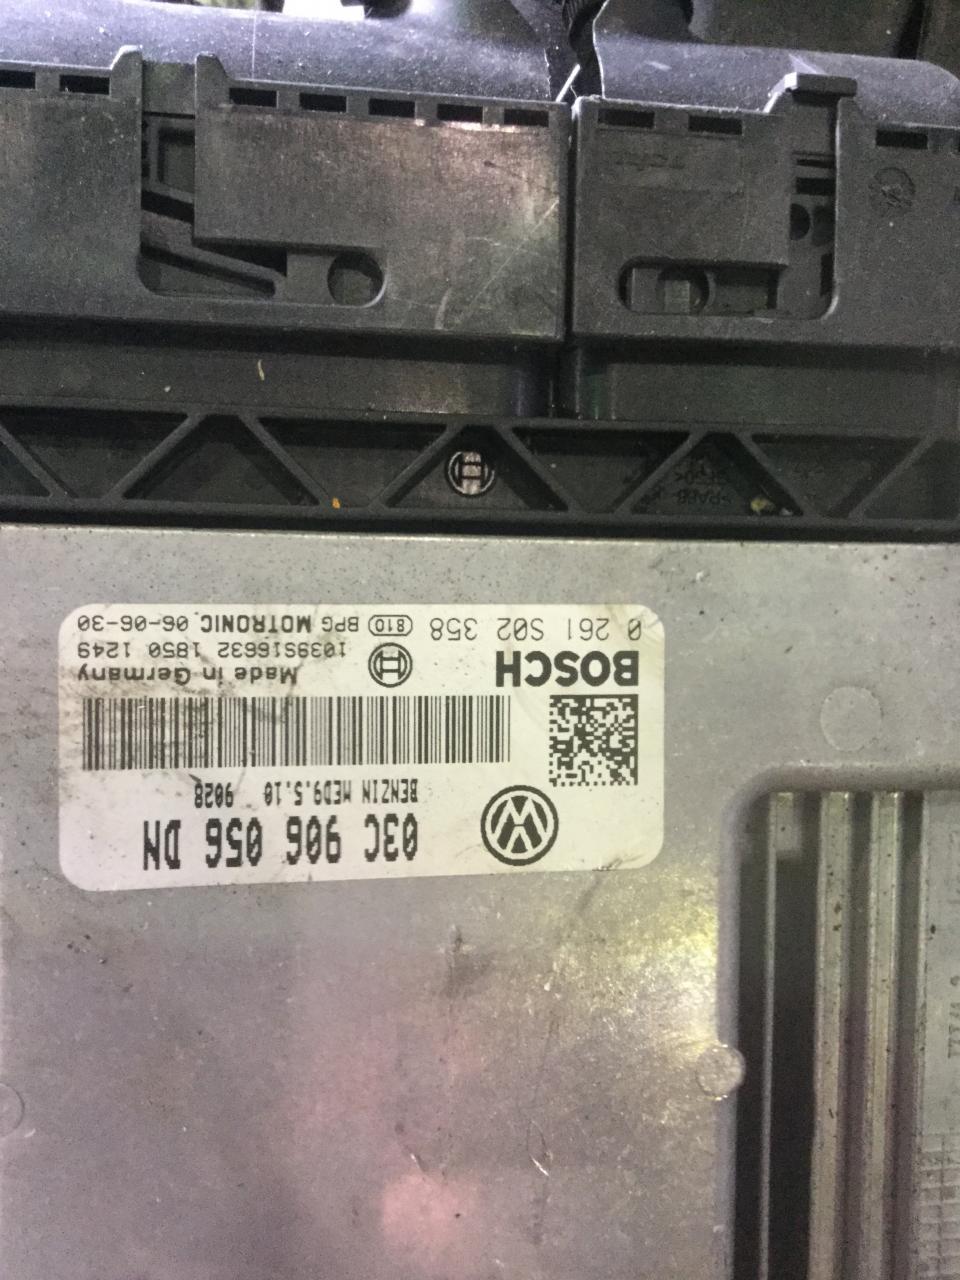 03C 906 056 DN
BENZIN MED9.5.10 9028
BOSCH
Made in Germany
1039S16632 1850 1249
0 261 S02 358
810 BPG MOTRONIC 06-06-30